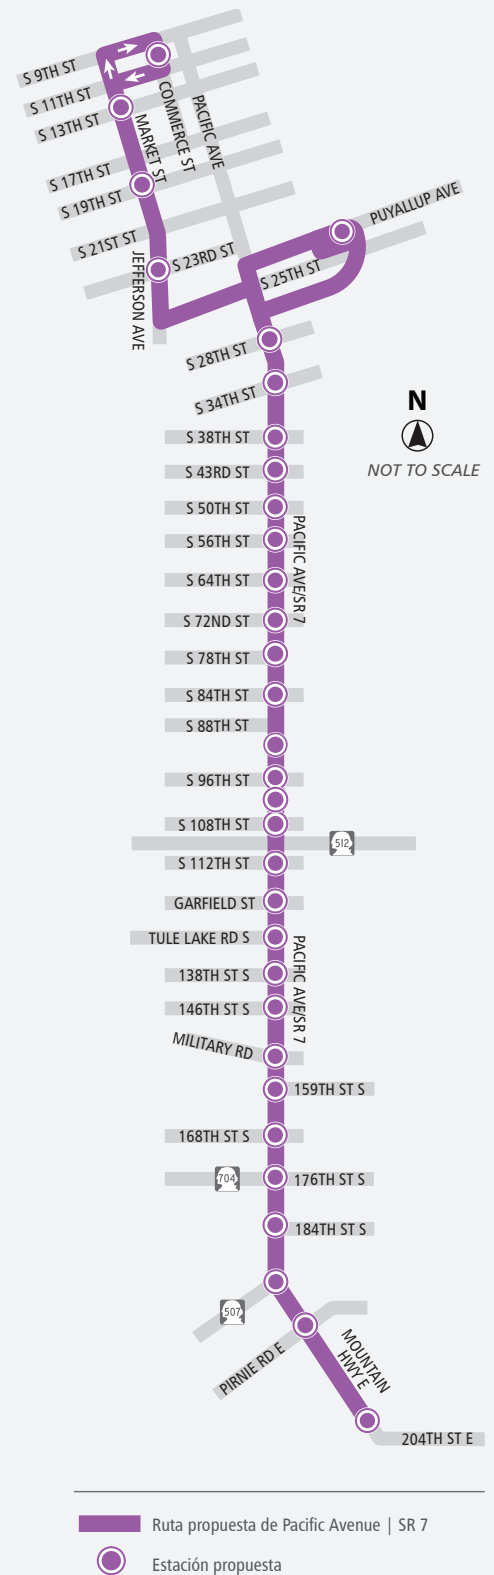 S 9TH ST
S 11TH ST
S 13TH ST
COMMERCE ST
PACIFIC AVE
MARKET ST
S 17TH ST
S 19TH ST
PUYALLUP AVE
S 21ST ST
S 23RD ST
JEFFERSON AVE
S 25TH ST
S 28TH ST
S 34TH ST
N
NOT TO SCALE
S 38TH ST
S 43RD ST
S 50TH ST
PACIFIC AVE/SR 7
S 56TH ST
S 64TH ST
S 72ND ST
S 78TH ST
S 84TH ST
S 88TH ST
S 96TH ST
S 108TH ST
512
S 112TH ST
GARFIELD ST
TULE LAKE RD S
PACIFIC AVE/SR 7
138TH ST S
146TH ST S
MILITARY RD
159TH ST S
168TH ST S
704
176TH ST S
184TH ST S
507
PIRNIE RD E
MOUNTAIN
HWY E
204TH ST E
Ruta propuesta de Pacific Avenue | SR 7
Estación propuesta